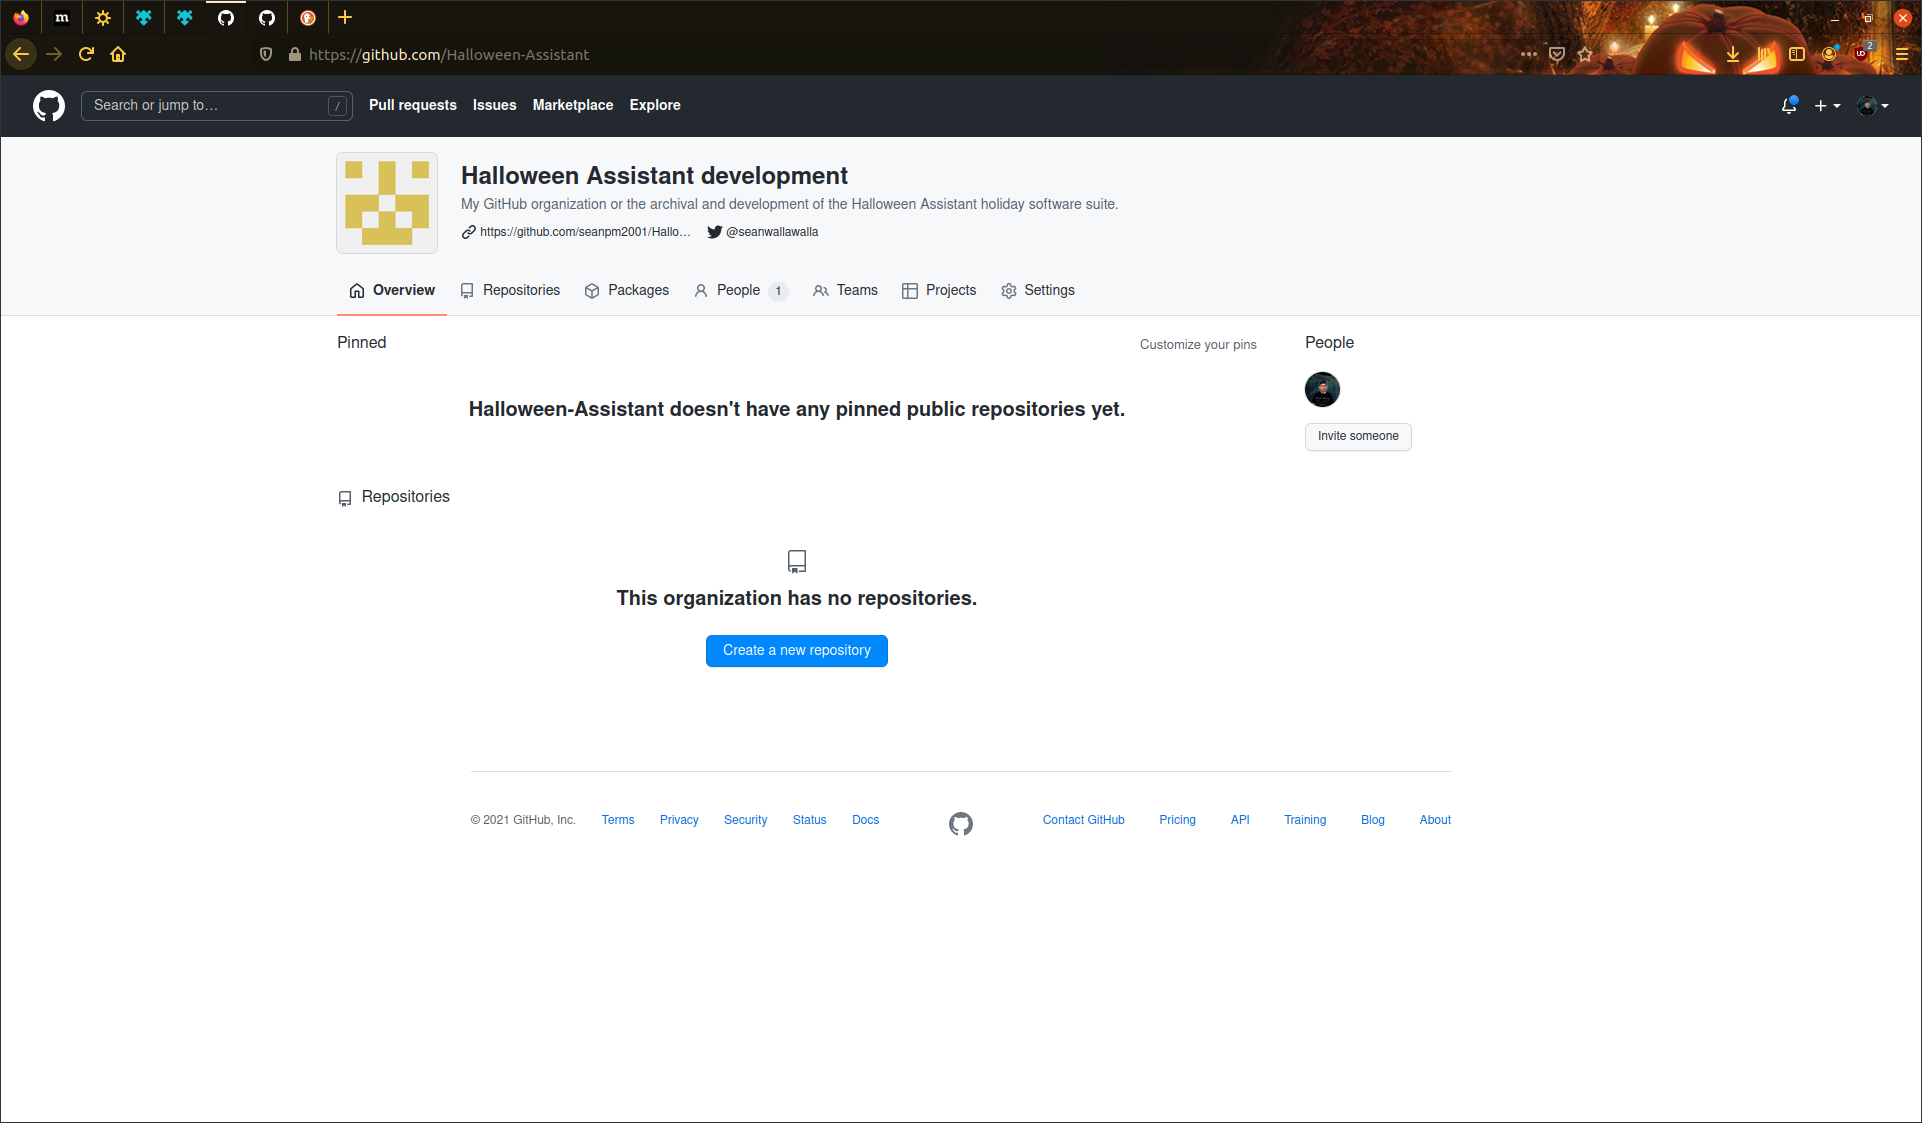 m
https://github.com/Halloween-Assistant
2
Search or jump to… /
Pull requests Issues Marketplace Explore
Halloween Assistant development
My GitHub organization or the archival and development of the Halloween Assistant holiday software suite.
https://github.com/seanpm2001/Hallo… @seanwallawalla
Overview Repositories Packages People 1 Teams Projects Settings
Pinned Customize your pins People
Halloween-Assistant doesn't have any pinned public repositories yet.
Invite someone
Repositories
This organization has no repositories.
Create a new repository
© 2021 GitHub, Inc. Terms Privacy Security Status Docs Contact GitHub Pricing API Training Blog About